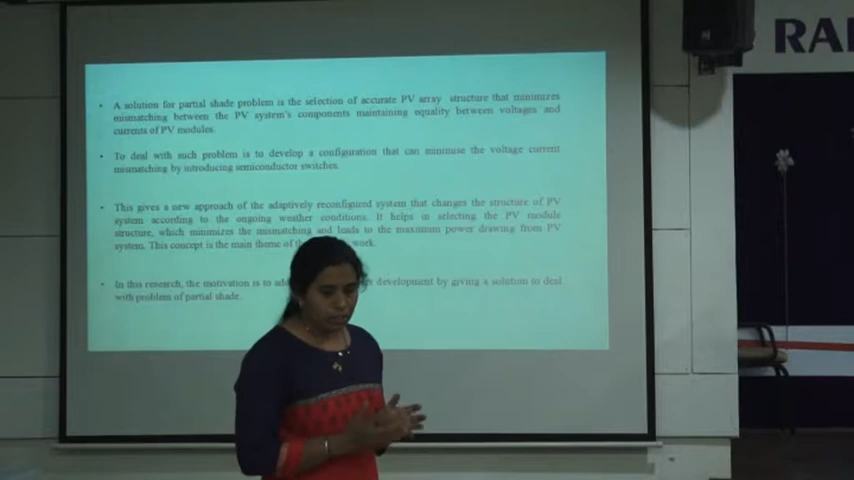 RA
• A solution for partial shade problem is the selection of accurate PV array structure that minimizes
mismatching between the PV system's components maintaining equality between voltages and
currents of PV modules.
• To deal with such problem is to develop a configuration that can minimise the voltage current
mismatching by introducing semiconductor switches.
• This gives a new approach of the adaptively reconfigured system that changes the structure of PV
system according to the ongoing weather conditions. It helps in selecting the PV module
structure, which minimizes the mismatching and leads to the maximum power drawing from PV
system. This concept is the main theme of work.
• In this research, the motivation is to development by giving a solution to deal
with problem of partial shade.